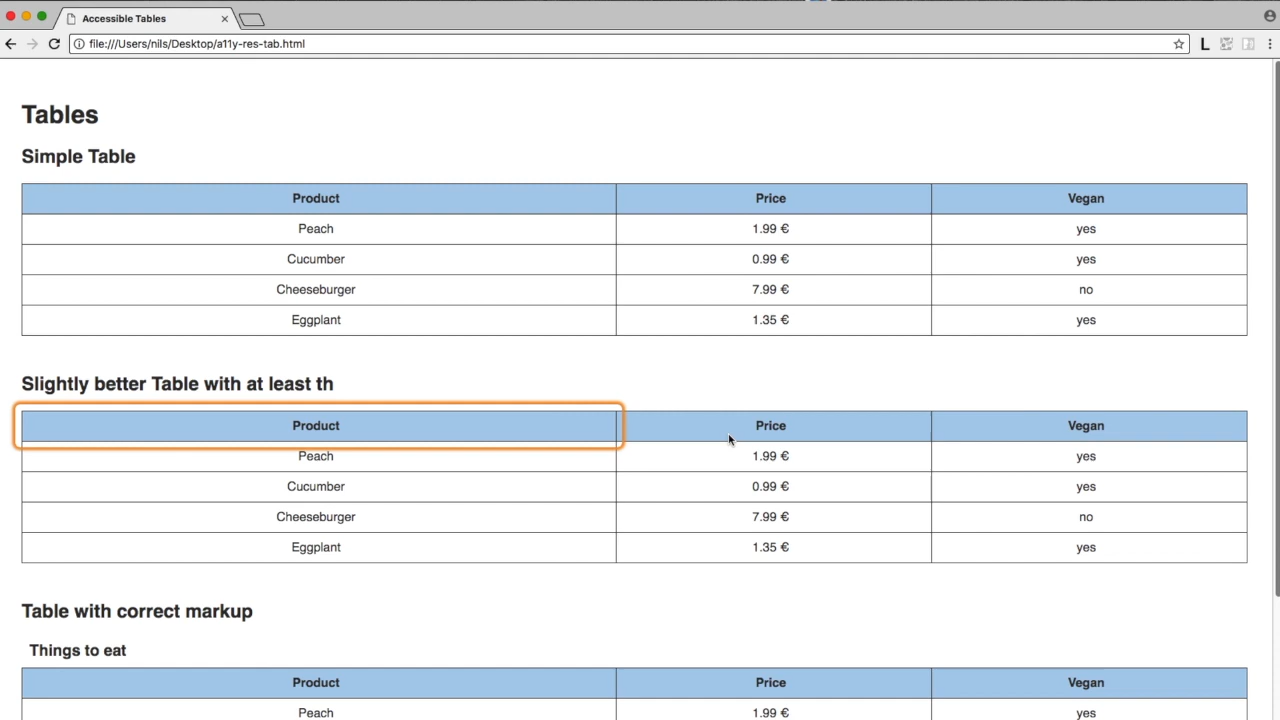 Accessible Tables
file:///Users/nils/Desktop/a11y-res-tab.html
L
Tables
Simple Table
Product Price Vegan
Peach 1.99 € yes
Cucumber 0.99 € yes
Cheeseburger 7.99 € no
Eggplant 1.35 € yes
Slightly better Table with at least th
Product Price Vegan
Peach 1.99 € yes
Cucumber 0.99 € yes
Cheeseburger 7.99 € no
Eggplant 1.35 € yes
Table with correct markup
Things to eat
Product Price Vegan
Peach 1.99 € yes